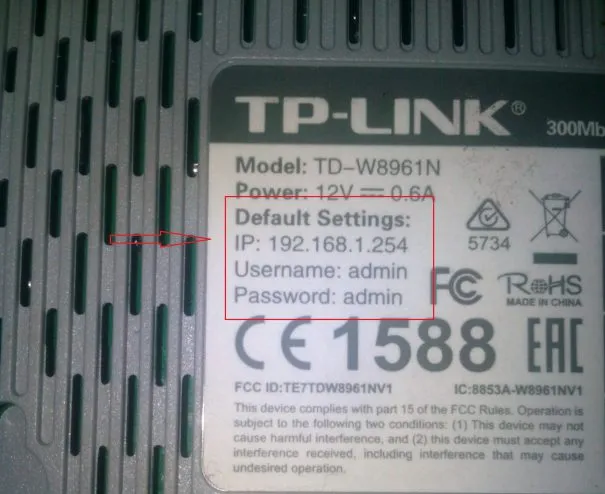 TP-LINK®
300Mb
Model: TD-W8961N
Power: 12V ⎓ 0.6A
Default Settings:
IP: 192.168.1.254
Username: admin
Password: admin
5734
FC
RoHS
MADE IN CHINA
CE 1588
EAC
FCC ID:TE7TDW8961NV1
IC:8853A-W8961NV1
This device complies with part 15 of the FCC Rules. Operation is
subject to the following two conditions: (1) This device may not
cause harmful interference, and (2) this device must accept any
interference received, including interference that may cause
undesired operation.